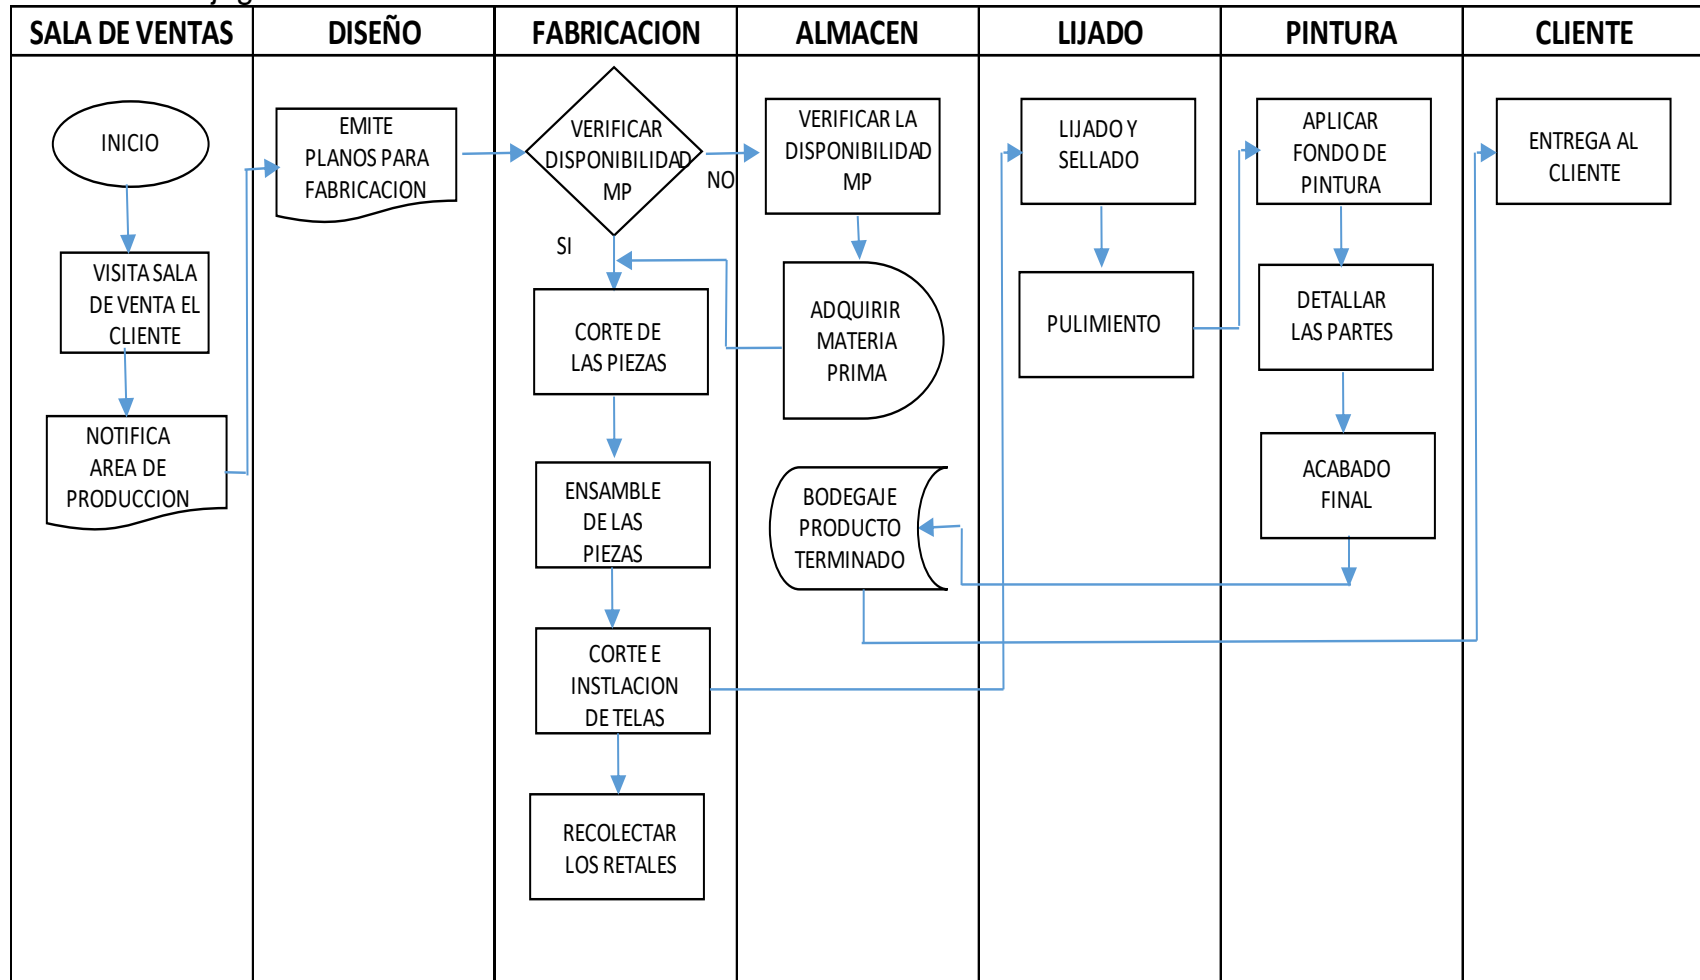 SALA DE VENTAS
DISEÑO
FABRICACION
ALMACEN
LIJADO
PINTURA
CLIENTE
INICIO
VISITA SALA
DE VENTA EL
CLIENTE
NOTIFICA
AREA DE
PRODUCCION
EMITE
PLANOS PARA
FABRICACION
VERIFICAR
DISPONIBILIDAD
MP
NO
SI
CORTE DE
LAS PIEZAS
ENSAMBLE
DE LAS
PIEZAS
CORTE E
INSTLACION
DE TELAS
RECOLECTAR
LOS RETALES
VERIFICAR LA
DISPONIBILIDAD
MP
ADQUIRIR
MATERIA
PRIMA
BODEGAJE
PRODUCTO
TERMINADO
LIJADO Y
SELLADO
PULIMIENTO
APLICAR
FONDO DE
PINTURA
DETALLAR
LAS PARTES
ACABADO
FINAL
ENTREGA AL
CLIENTE